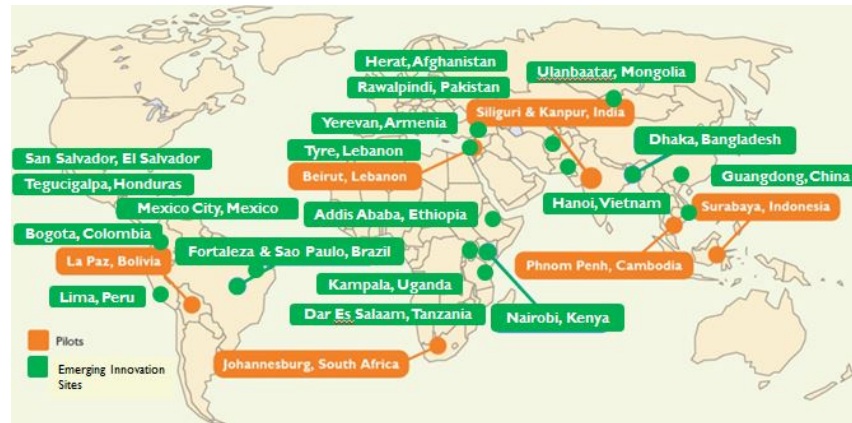 Herat, Afghanistan
Ulanbaatar, Mongolia
Rawalpindi, Pakistan
Siliguri & Kanpur, India
Yerevan, Armenia
Dhaka, Bangladesh
San Salvador, El Salvador
Tyre, Lebanon
Beirut, Lebanon
Guangdong, China
Tegucigalpa, Honduras
Mexico City, Mexico
Addis Ababa, Ethiopia
Hanoi, Vietnam
Surabaya, Indonesia
Bogota, Colombia
La Paz, Bolivia
Fortaleza & Sao Paulo, Brazil
Phnom Penh, Cambodia
Lima, Peru
Kampala, Uganda
Dar Es Salaam, Tanzania
Nairobi, Kenya
Johannesburg, South Africa
Pilots
Emerging Innovation
Sites